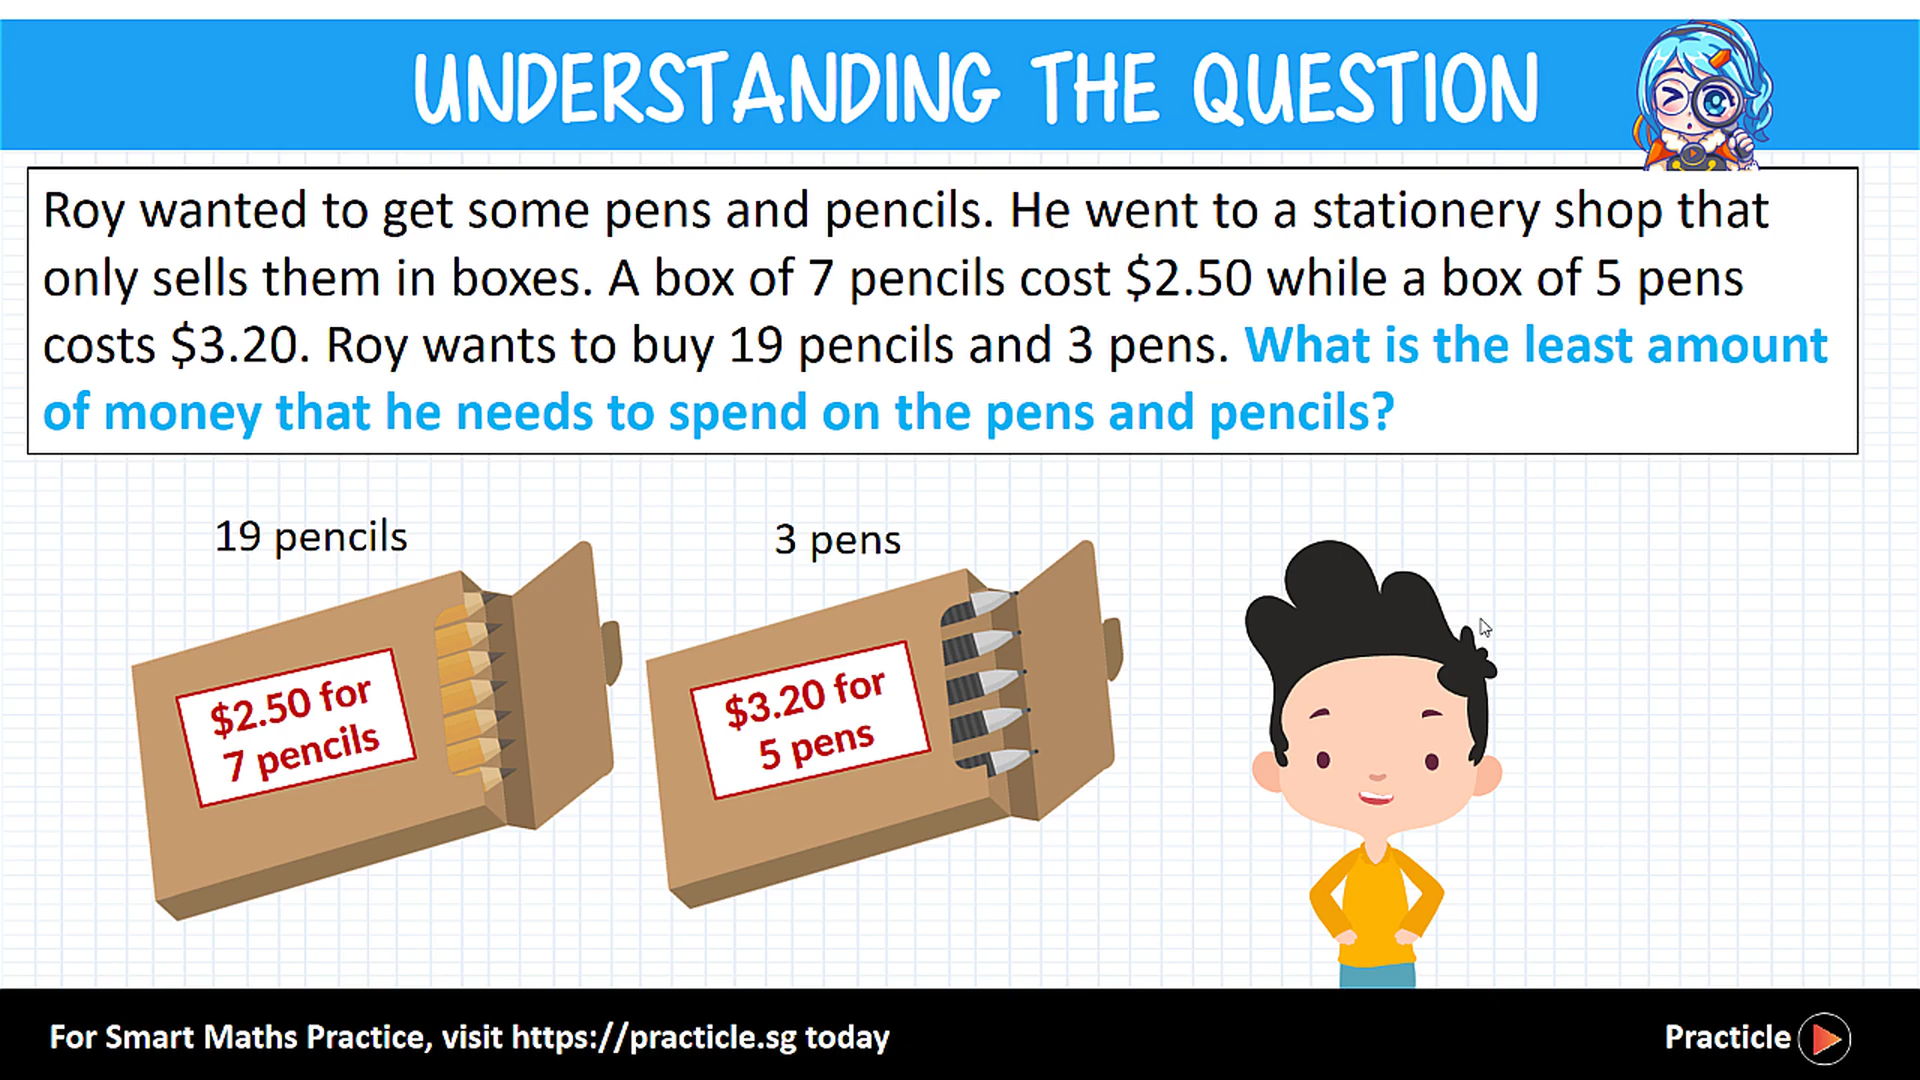 UNDERSTANDING THE QUESTION
Roy wanted to get some pens and pencils. He went to a stationery shop that
only sells them in boxes. A box of 7 pencils cost $2.50 while a box of 5 pens
costs $3.20. Roy wants to buy 19 pencils and 3 pens. What is the least amount
of money that he needs to spend on the pens and pencils?
19 pencils
3 pens
$2.50 for
7 pencils
$3.20 for
5 pens
For Smart Maths Practice, visit https://practicle.sg today
Practicle